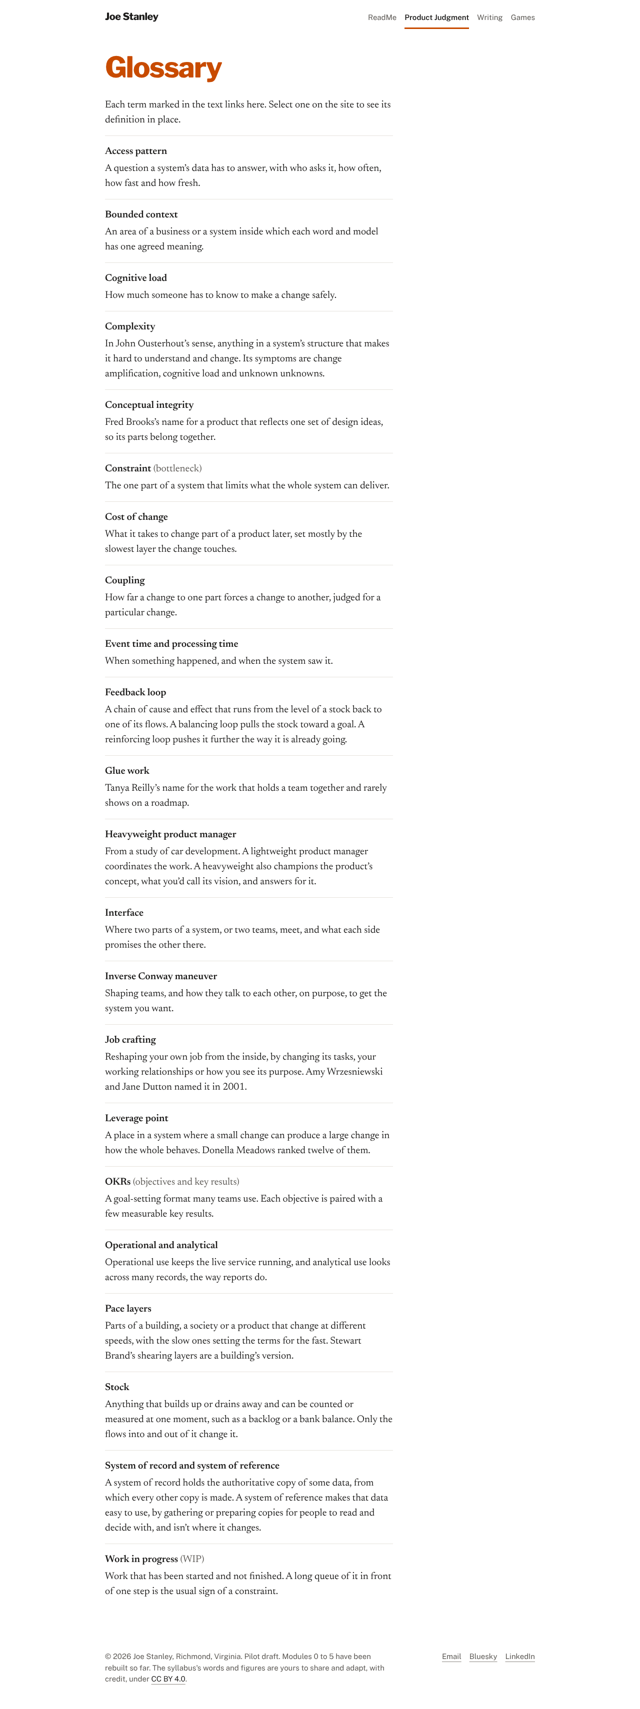 Joe Stanley
ReadMe Product Judgment Writing Games
Glossary
Each term marked in the text links here. Select one on the site to see its
definition in place.
Access pattern
A question a system’s data has to answer, with who asks it, how often,
how fast and how fresh.
Bounded context
An area of a business or a system inside which each word and model
has one agreed meaning.
Cognitive load
How much someone has to know to make a change safely.
Complexity
In John Ousterhout’s sense, anything in a system’s structure that makes
it hard to understand and change. Its symptoms are change
amplification, cognitive load and unknown unknowns.
Conceptual integrity
Fred Brooks’s name for a product that reflects one set of design ideas,
so its parts belong together.
Constraint (bottleneck)
The one part of a system that limits what the whole system can deliver.
Cost of change
What it takes to change part of a product later, set mostly by the
slowest layer the change touches.
Coupling
How far a change to one part forces a change to another, judged for a
particular change.
Event time and processing time
When something happened, and when the system saw it.
Feedback loop
A chain of cause and effect that runs from the level of a stock back to
one of its flows. A balancing loop pulls the stock toward a goal. A
reinforcing loop pushes it further the way it is already going.
Glue work
Tanya Reilly’s name for the work that holds a team together and rarely
shows on a roadmap.
Heavyweight product manager
From a study of car development. A lightweight product manager
coordinates the work. A heavyweight also champions the product’s
concept, what you’d call its vision, and answers for it.
Interface
Where two parts of a system, or two teams, meet, and what each side
promises the other there.
Inverse Conway maneuver
Shaping teams, and how they talk to each other, on purpose, to get the
system you want.
Job crafting
Reshaping your own job from the inside, by changing its tasks, your
working relationships or how you see its purpose. Amy Wrzesniewski
and Jane Dutton named it in 2001.
Leverage point
A place in a system where a small change can produce a large change in
how the whole behaves. Donella Meadows ranked twelve of them.
OKRs (objectives and key results)
A goal-setting format many teams use. Each objective is paired with a
few measurable key results.
Operational and analytical
Operational use keeps the live service running, and analytical use looks
across many records, the way reports do.
Pace layers
Parts of a building, a society or a product that change at different
speeds, with the slow ones setting the terms for the fast. Stewart
Brand’s shearing layers are a building’s version.
Stock
Anything that builds up or drains away and can be counted or
measured at one moment, such as a backlog or a bank balance. Only the
flows into and out of it change it.
System of record and system of reference
A system of record holds the authoritative copy of some data, from
which every other copy is made. A system of reference makes that data
easy to use, by gathering or preparing copies for people to read and
decide with, and isn’t where it changes.
Work in progress (WIP)
Work that has been started and not finished. A long queue of it in front
of one step is the usual sign of a constraint.
© 2026 Joe Stanley, Richmond, Virginia. Pilot draft. Modules 0 to 5 have been
rebuilt so far. The syllabus’s words and figures are yours to share and adapt, with
credit, under CC BY 4.0.
Email Bluesky LinkedIn